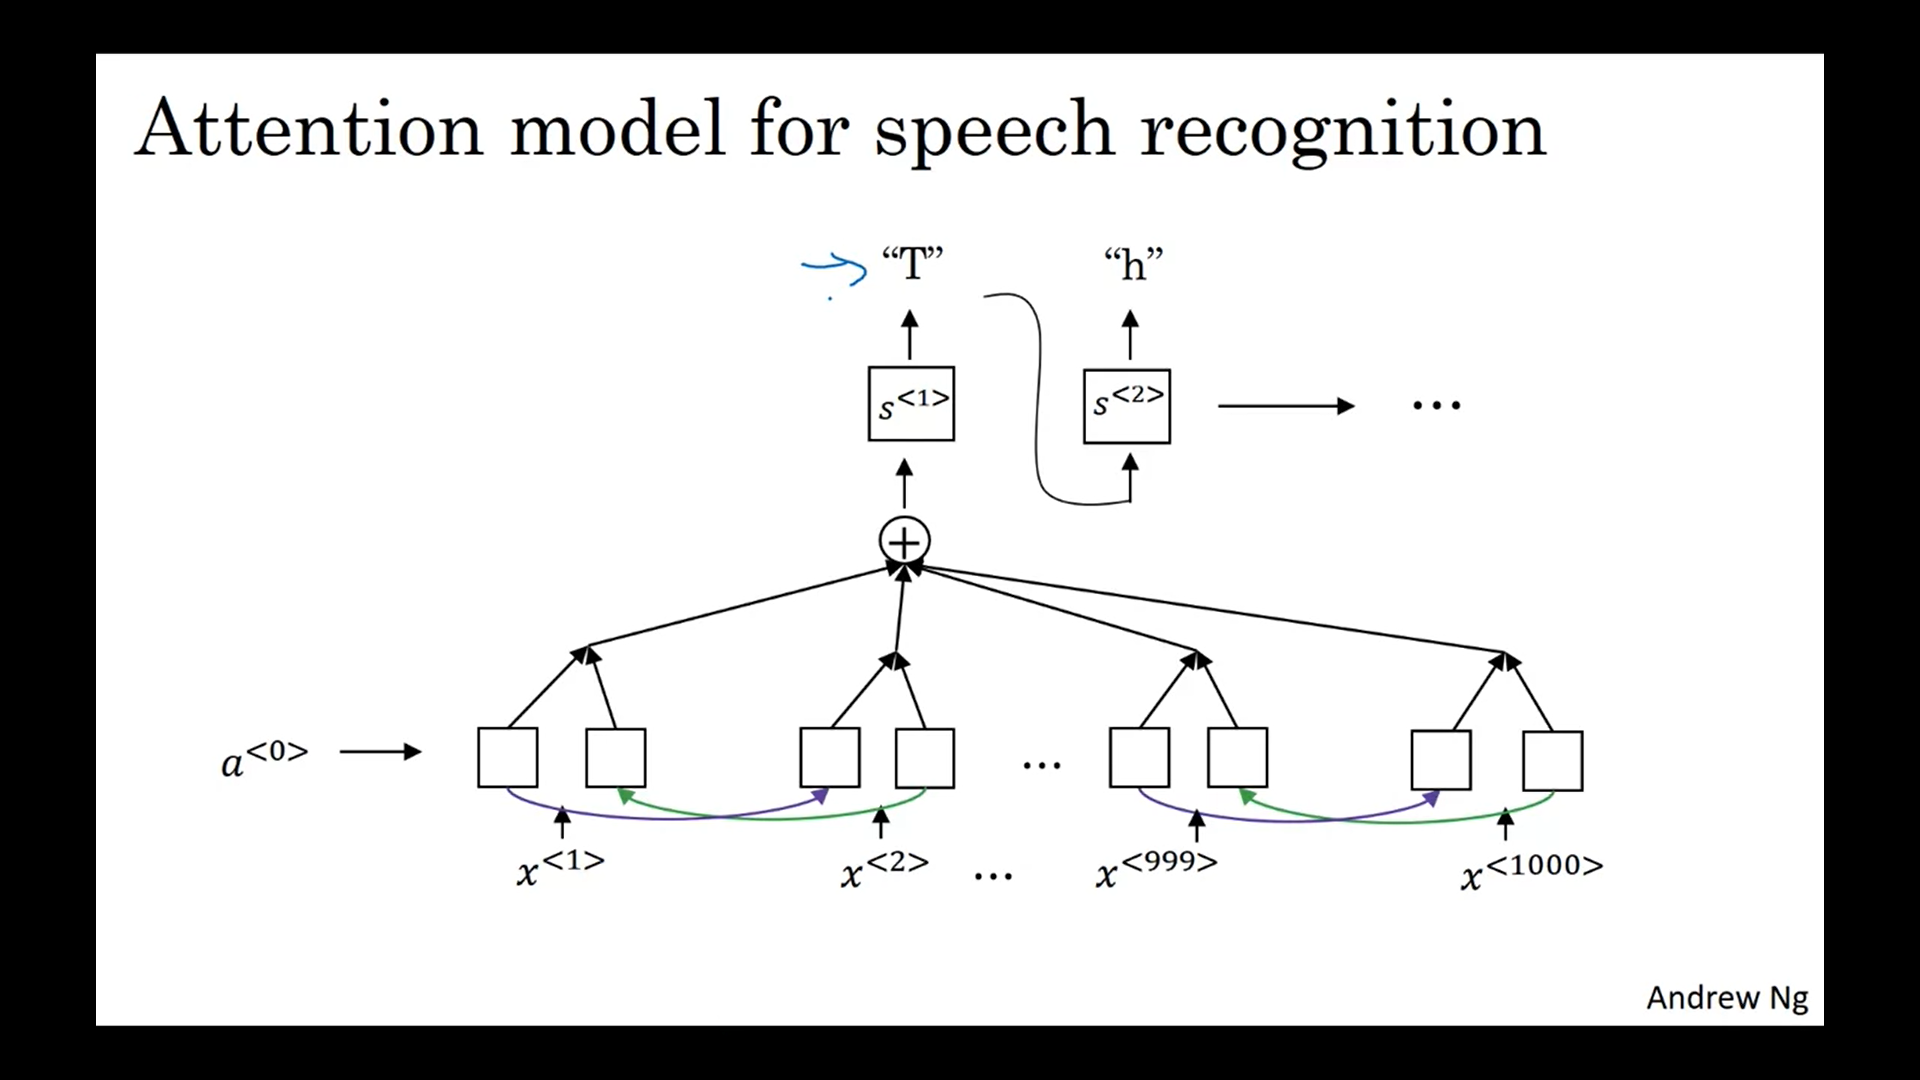 Attention model for speech recognition
“T” “h”
s<1> s<2> ...
+
a<0> ...
x<1> x<2> ... x<999> x<1000>
Andrew Ng